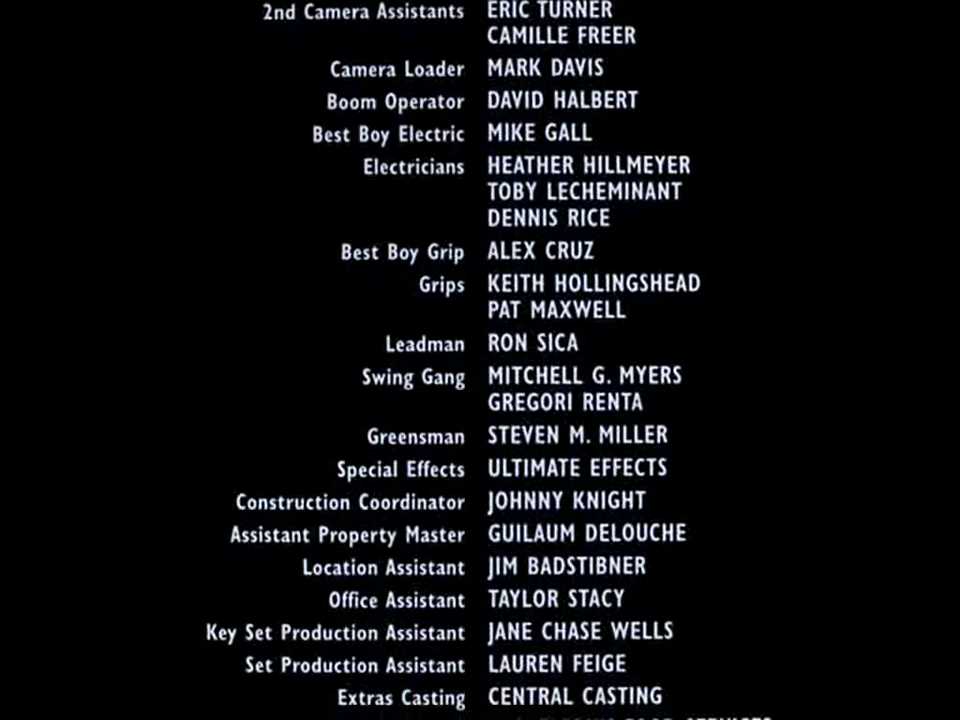 2nd Camera Assistants ERIC TURNER
CAMILLE FREER
Camera Loader MARK DAVIS
Boom Operator DAVID HALBERT
Best Boy Electric MIKE GALL
Electricians HEATHER HILLMEYER
TOBY LECHEMINANT
DENNIS RICE
Best Boy Grip ALEX CRUZ
Grips KEITH HOLLINGSHEAD
PAT MAXWELL
Leadman RON SICA
Swing Gang MITCHELL G. MYERS
GREGORI RENTA
Greensman STEVEN M. MILLER
Special Effects ULTIMATE EFFECTS
Construction Coordinator JOHNNY KNIGHT
Assistant Property Master GUILAUM DELOUCHE
Location Assistant JIM BADSTIBNER
Office Assistant TAYLOR STACY
Key Set Production Assistant JANE CHASE WELLS
Set Production Assistant LAUREN FEIGE
Extras Casting CENTRAL CASTING